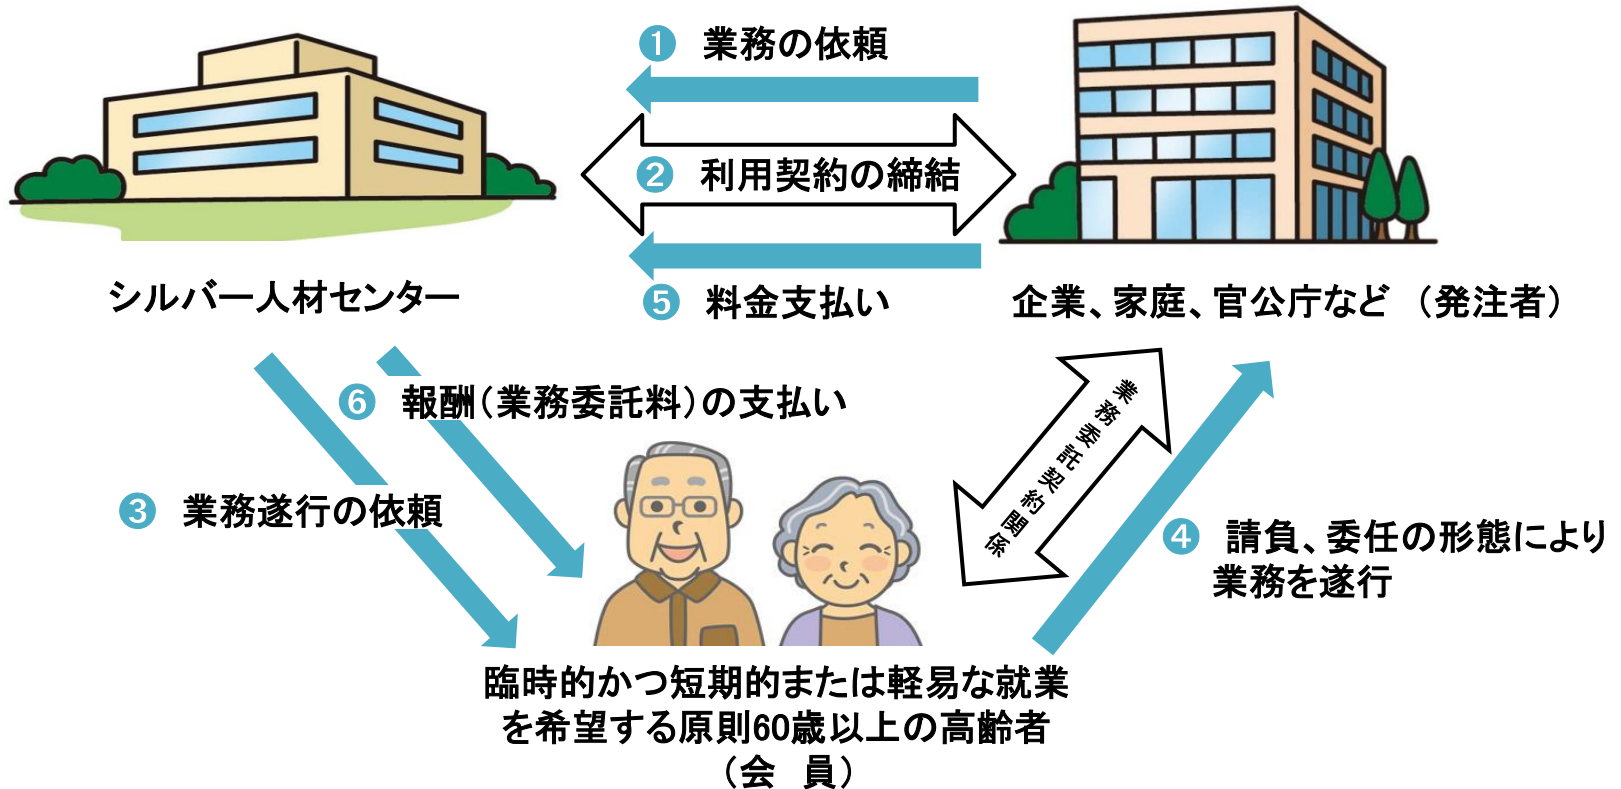 ❶ 業務の依頼
❷ 利用契約の締結
❺ 料金支払い
シルバー人材センター
企業、家庭、官公庁など （発注者）
❻ 報酬（業務委託料）の支払い
業務委託契約関係
❸ 業務遂行の依頼
❹ 請負、委任の形態により
業務を遂行
臨時的かつ短期的または軽易な就業
を希望する原則60歳以上の高齢者
（会　員）